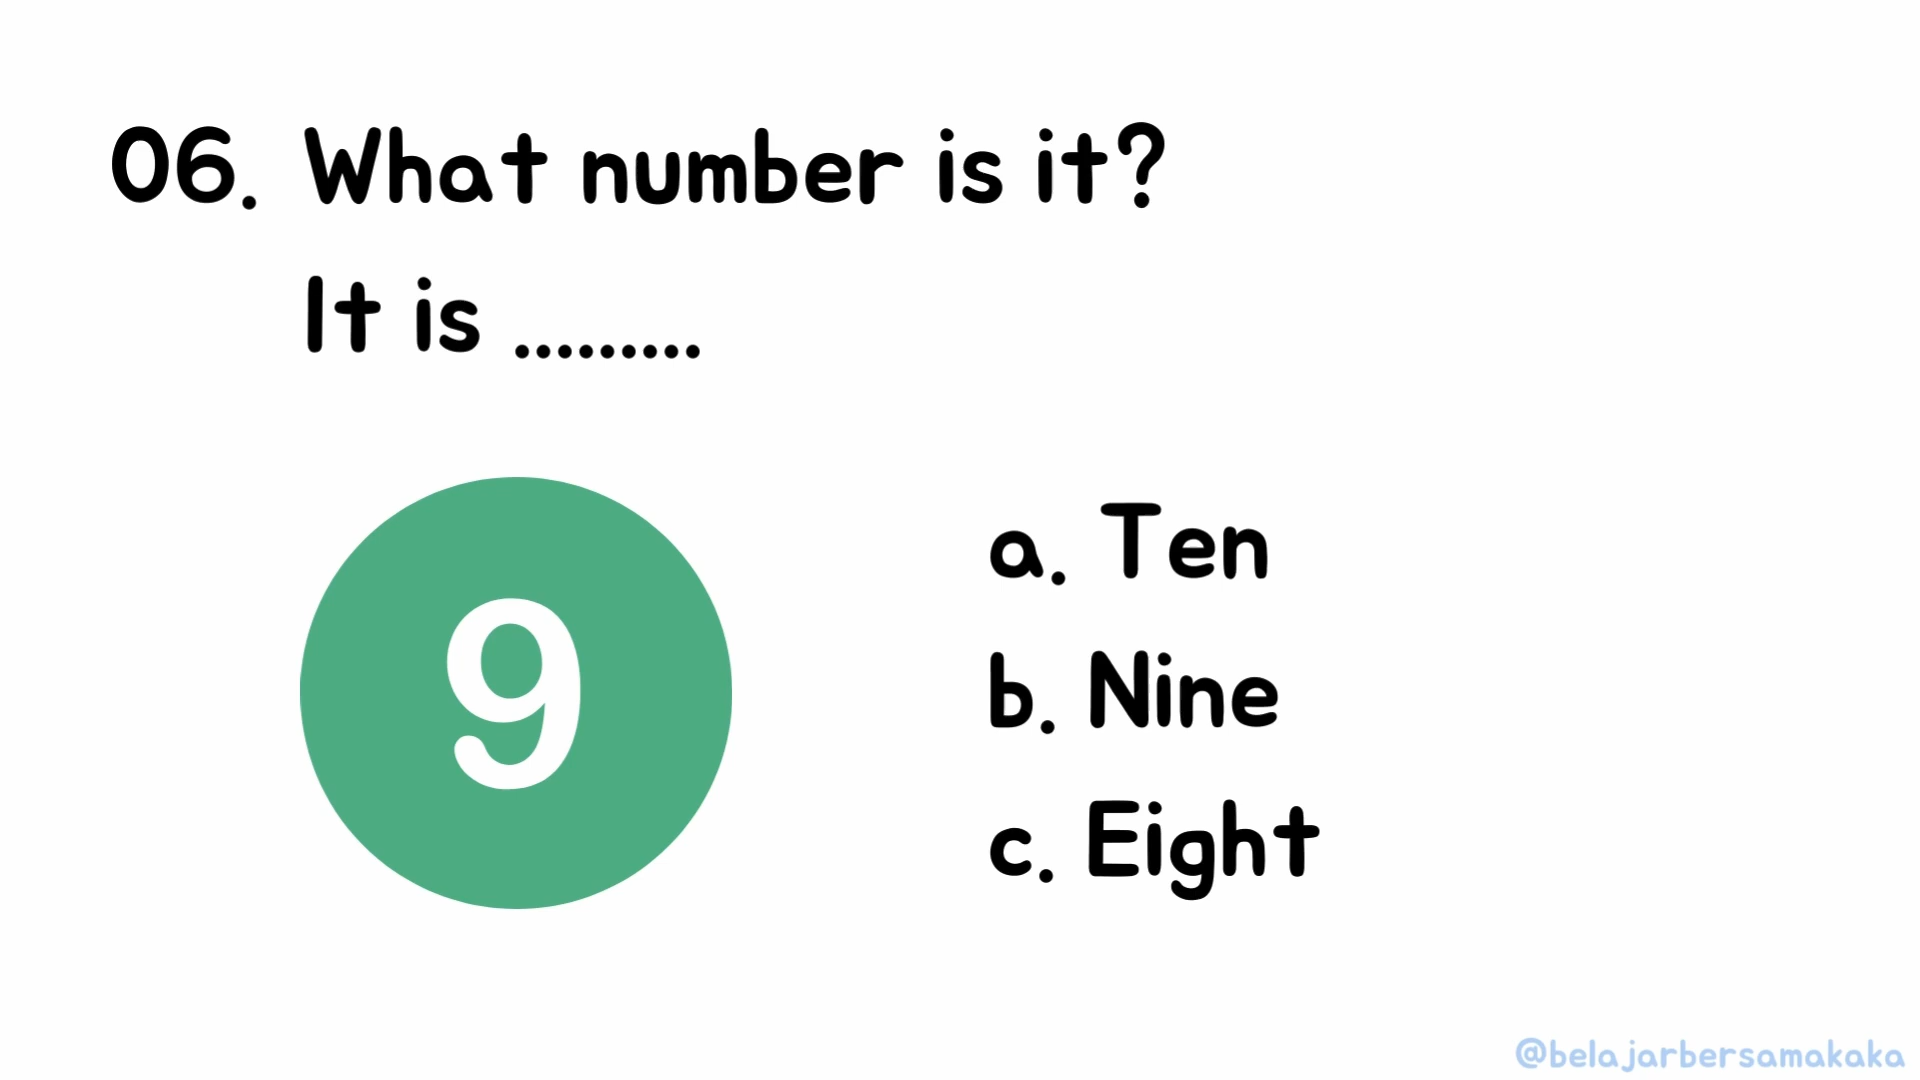 06. What number is it?
It is .........
9
a. Ten
b. Nine
c. Eight
@belajarbersamakaka